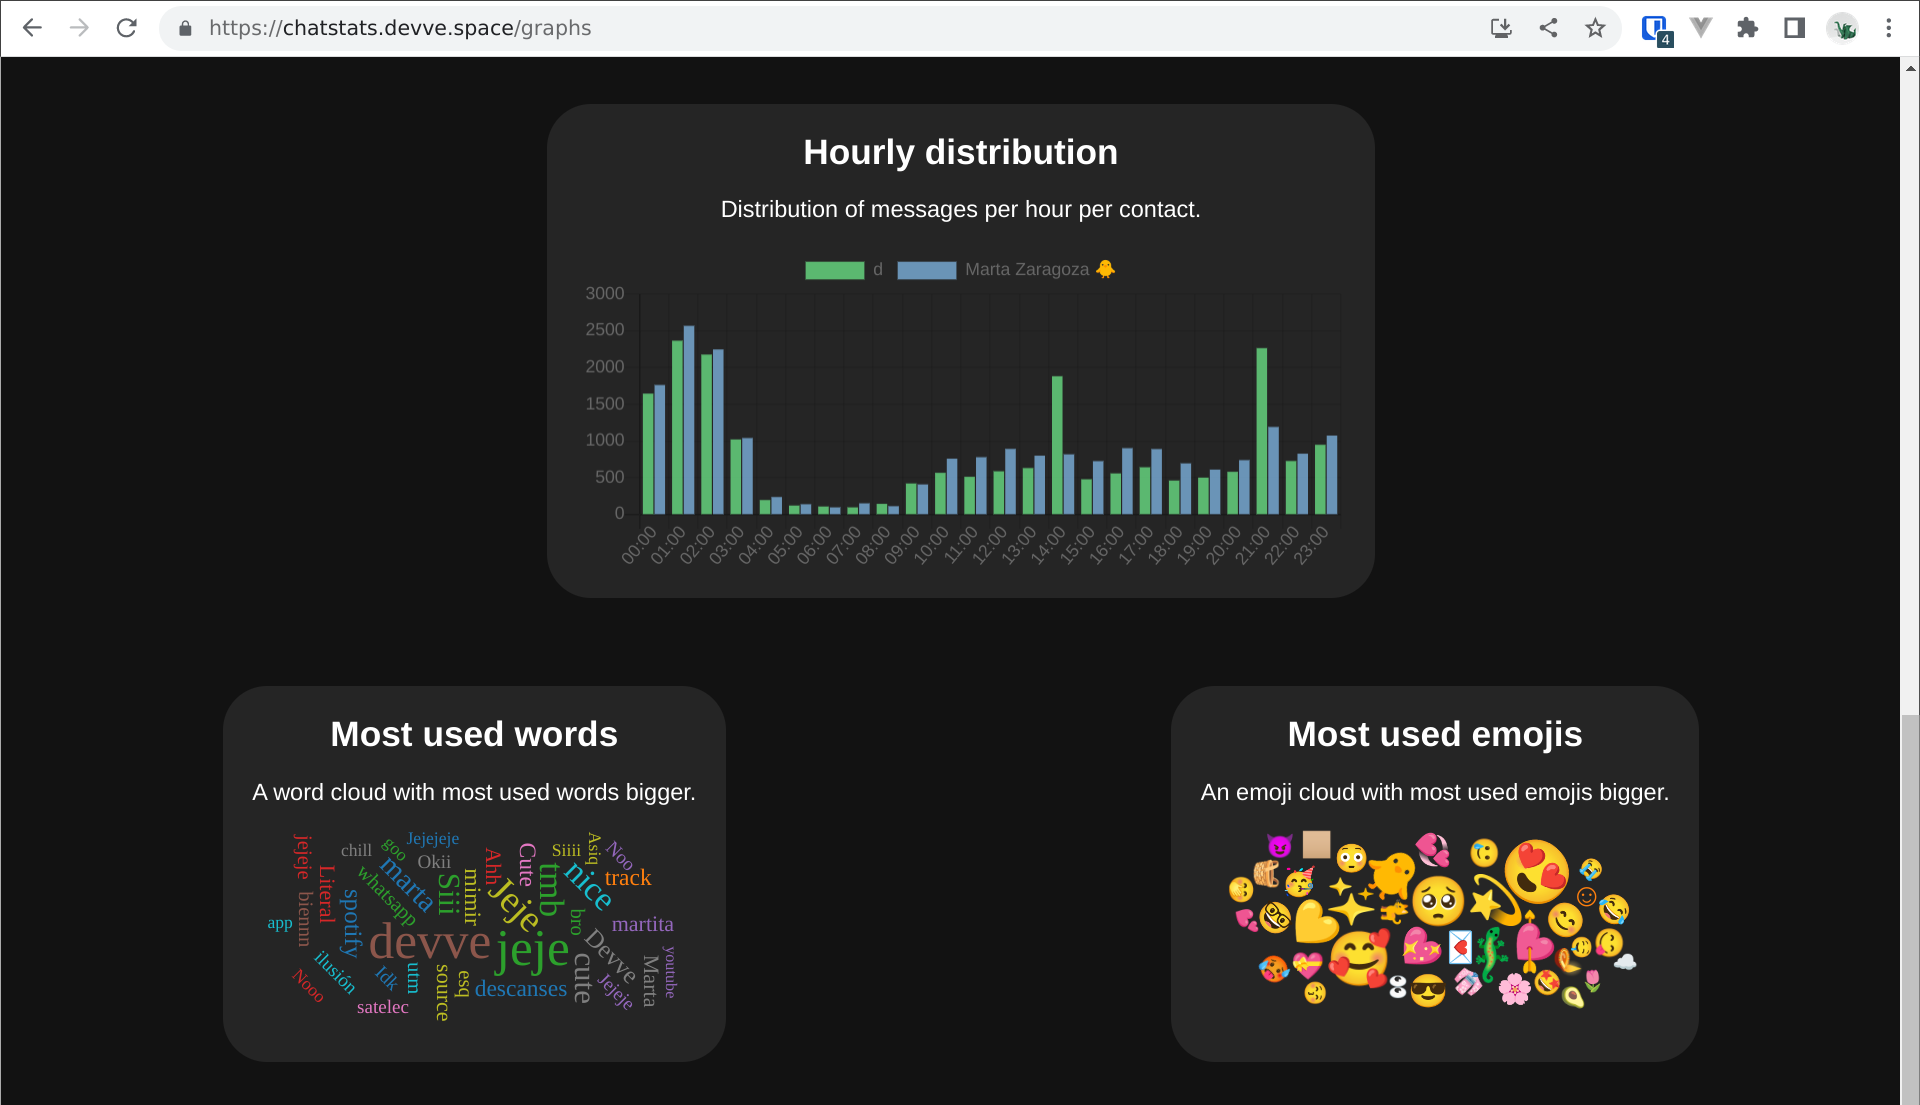 https://chatstats.devve.space/graphs
4
Hourly distribution
Distribution of messages per hour per contact.
d Marta Zaragoza 🐥
3000
2500
2000
1500
1000
500
0
00:00 01:00 02:00 03:00 04:00 05:00 06:00 07:00 08:00 09:00 10:00 11:00 12:00 13:00 14:00 15:00 16:00 17:00 18:00 19:00 20:00 21:00 22:00 23:00
Most used words
A word cloud with most used words bigger.
jejeje
chill
goo
Jejejeje
Okii
Ahh
Cute
Siiii
Asiq
Noo
track
Literal
whatsapp
marta
Siii
mimir
Jeje
tmb
nice
bro
martita
app
biennn
spotify
devve
jeje
Devve
cute
Marta
youtube
Nooo
ilusión
Idk
utm
source
esq
descanses
Jejeje
satelec
Most used emojis
An emoji cloud with most used emojis bigger.